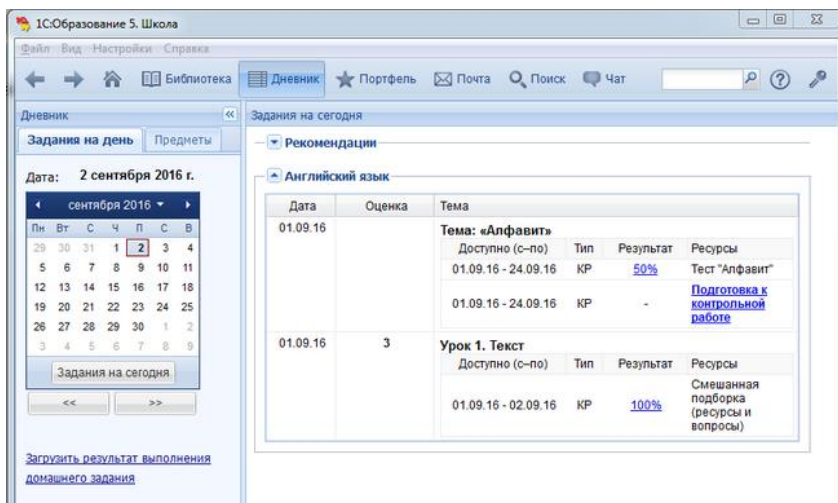 1С:Образование 5. Школа
Файл Вид Настройки Справка
Библиотека Дневник Портфель Почта Поиск Чат
Дневник
Задания на день Предметы
Дата: 2 сентября 2016 г.
сентября 2016
Пн Вт С Ч П С В
29 30 31 1 2 3 4
5 6 7 8 9 10 11
12 13 14 15 16 17 18
19 20 21 22 23 24 25
26 27 28 29 30 1 2
3 4 5 6 7 8 9
Задания на сегодня
<< >>
Загрузить результат выполнения
домашнего задания
Задания на сегодня
Рекомендации
Английский язык
Дата Оценка Тема
01.09.16 Тема: «Алфавит»
Доступно (с–по) Тип Результат Ресурсы
01.09.16 - 24.09.16 КР 50% Тест "Алфавит"
01.09.16 - 24.09.16 КР - Подготовка к
контрольной
работе
01.09.16 3 Урок 1. Текст
Доступно (с–по) Тип Результат Ресурсы
01.09.16 - 02.09.16 КР 100% Смешанная
подборка
(ресурсы и
вопросы)